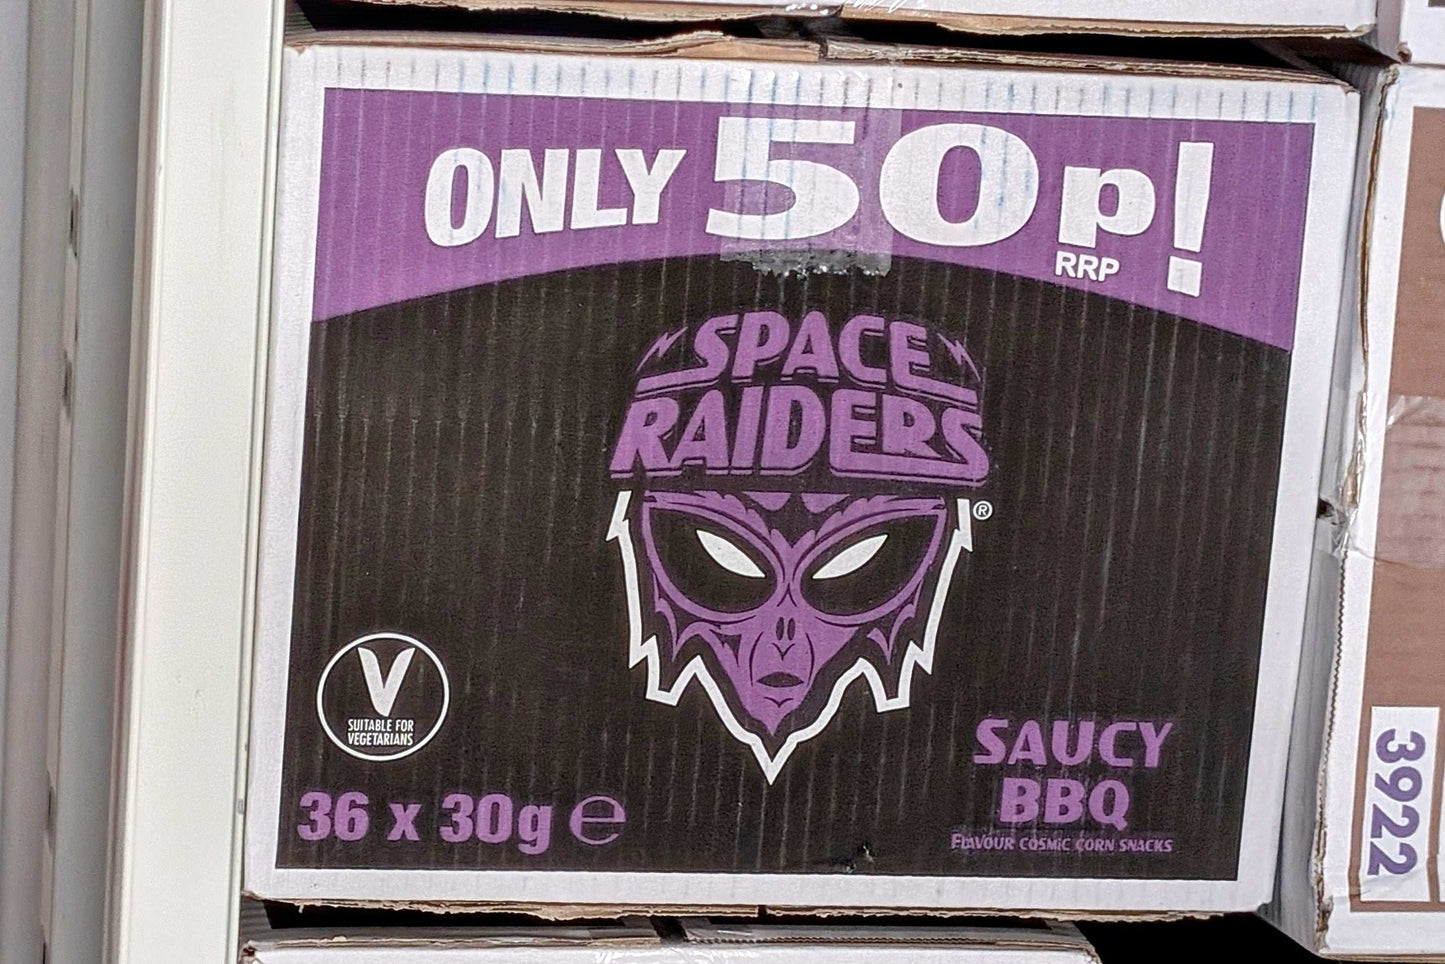 ONLY 50p!
RRP
SPACE
RAIDERS
®
V
SUITABLE FOR
VEGETARIANS
36 x 30g ℮
SAUCY
BBQ
FLAVOUR COSMIC CORN SNACKS
3922